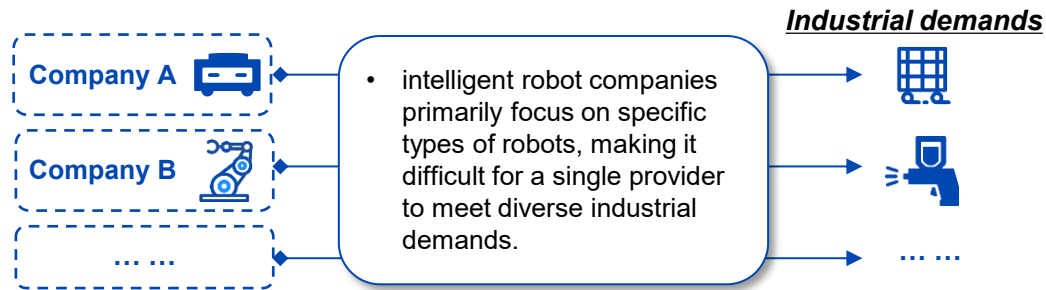 Industrial demands
Company A
Company B
... ...
• intelligent robot companies
primarily focus on specific
types of robots, making it
difficult for a single provider
to meet diverse industrial
demands.
... ...